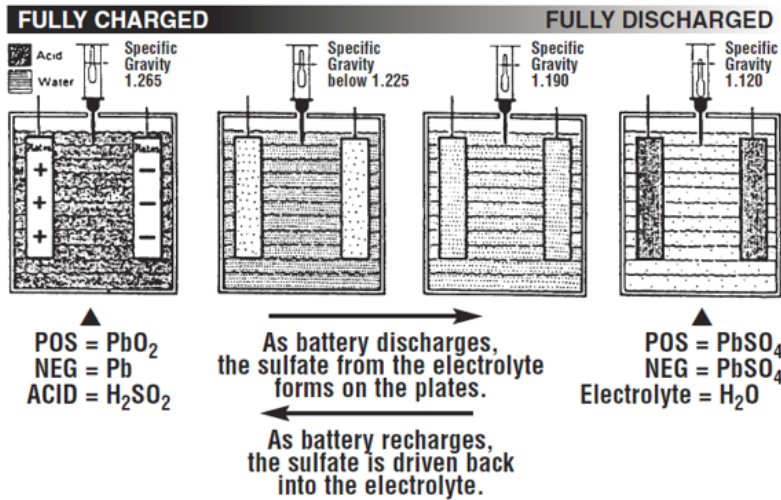 FULLY CHARGED
FULLY DISCHARGED
Acid
Water
Specific
Gravity
1.265
Specific
Gravity
below 1.225
Specific
Gravity
1.190
Specific
Gravity
1.120
Plates
Plates
+
−
+
−
+
−
POS = PbO₂
NEG = Pb
ACID = H₂SO₂
As battery discharges,
the sulfate from the electrolyte
forms on the plates.
As battery recharges,
the sulfate is driven back
into the electrolyte.
POS = PbSO₄
NEG = PbSO₄
Electrolyte = H₂O